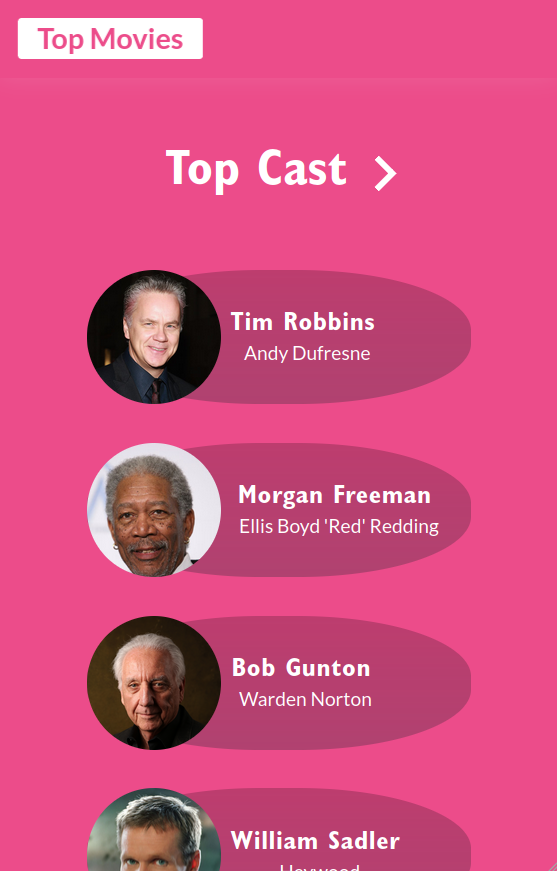 Top Movies
Top Cast
Tim Robbins
Andy Dufresne
Morgan Freeman
Ellis Boyd 'Red' Redding
Bob Gunton
Warden Norton
William Sadler
Heywood